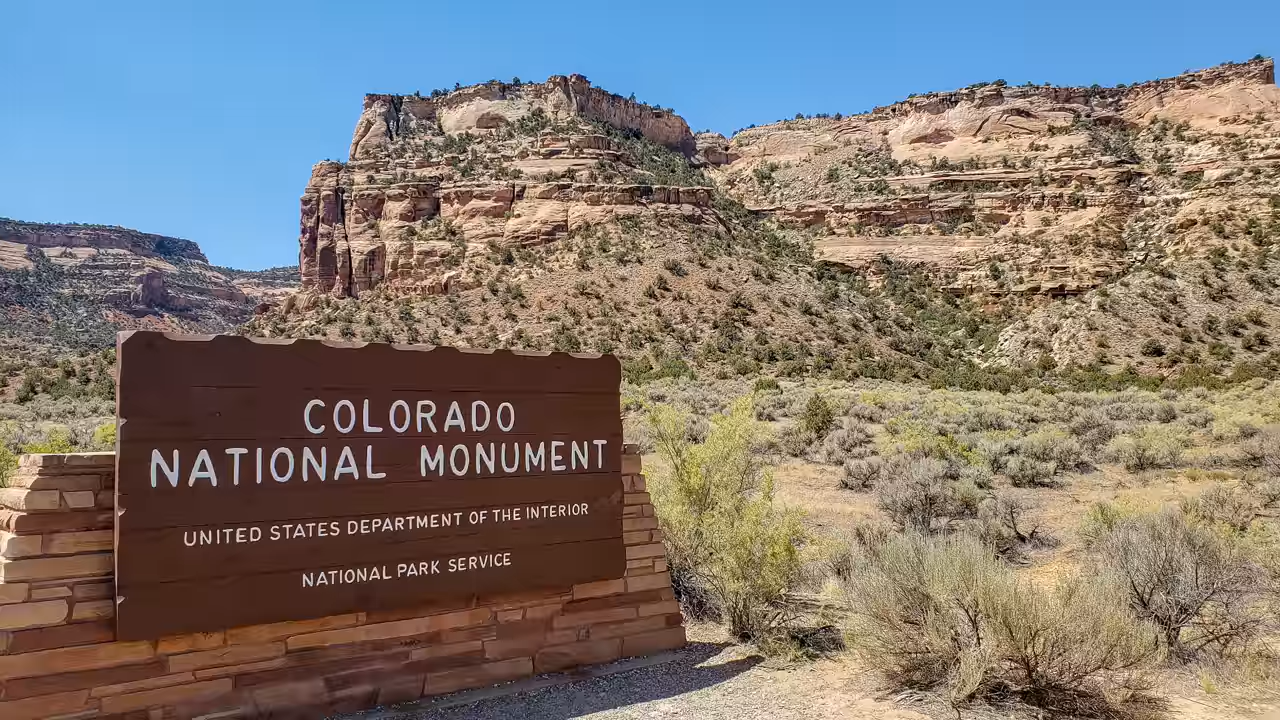 COLORADO
NATIONAL MONUMENT
UNITED STATES DEPARTMENT OF THE INTERIOR
NATIONAL PARK SERVICE